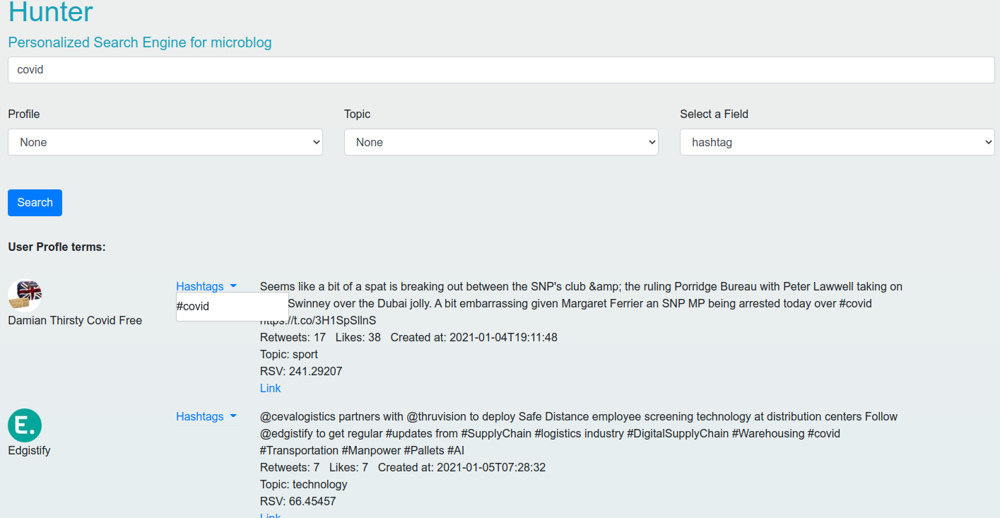 Hunter
Personalized Search Engine for microblog
covid
Profile Topic Select a Field
None None hashtag
Search
User Profle terms:
Damian Thirsty Covid Free
Hashtags
#covid
Seems like a bit of a spat is breaking out between the SNP's club &amp; the ruling Porridge Bureau with Peter Lawwell taking on
Swinney over the Dubai jolly. A bit embarrassing given Margaret Ferrier an SNP MP being arrested today over #covid
https://t.co/3H1SpSllnS
Retweets: 17 Likes: 38 Created at: 2021-01-04T19:11:48
Topic: sport
RSV: 241.29207
Link
E.
Edgistify
Hashtags
@cevalogistics partners with @thruvision to deploy Safe Distance employee screening technology at distribution centers Follow
@edgistify to get regular #updates from #SupplyChain #logistics industry #DigitalSupplyChain #Warehousing #covid
#Transportation #Manpower #Pallets #AI
Retweets: 7 Likes: 7 Created at: 2021-01-05T07:28:32
Topic: technology
RSV: 66.45457
Link